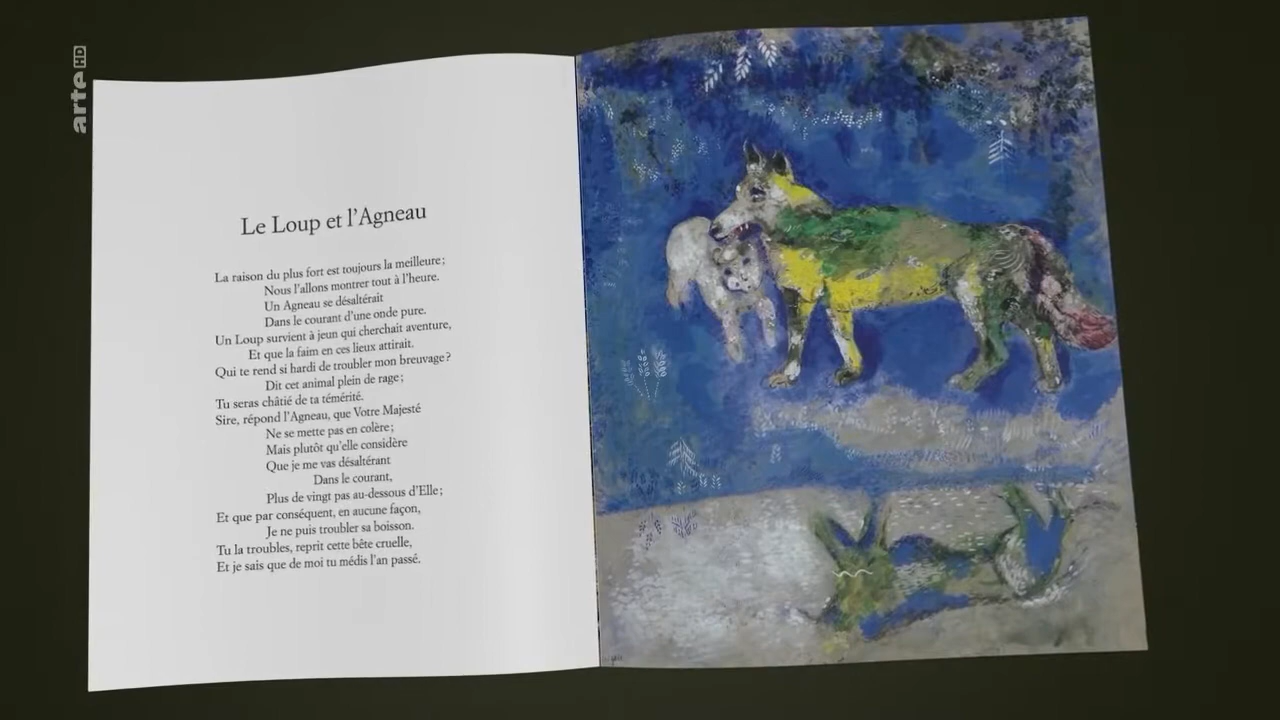 arte HD
Le Loup et l'Agneau
La raison du plus fort est toujours la meilleure ;
Nous l'allons montrer tout à l'heure.
Un Agneau se désaltérait
Dans le courant d'une onde pure.
Un Loup survient à jeun qui cherchait aventure,
Et que la faim en ces lieux attirait.
Qui te rend si hardi de troubler mon breuvage ?
Dit cet animal plein de rage ;
Tu seras châtié de ta témérité.
Sire, répond l'Agneau, que Votre Majesté
Ne se mette pas en colère ;
Mais plutôt qu'elle considère
Que je me vas désaltérant
Dans le courant,
Plus de vingt pas au-dessous d'Elle ;
Et que par conséquent, en aucune façon,
Je ne puis troubler sa boisson.
Tu la troubles, reprit cette bête cruelle,
Et je sais que de moi tu médis l'an passé.